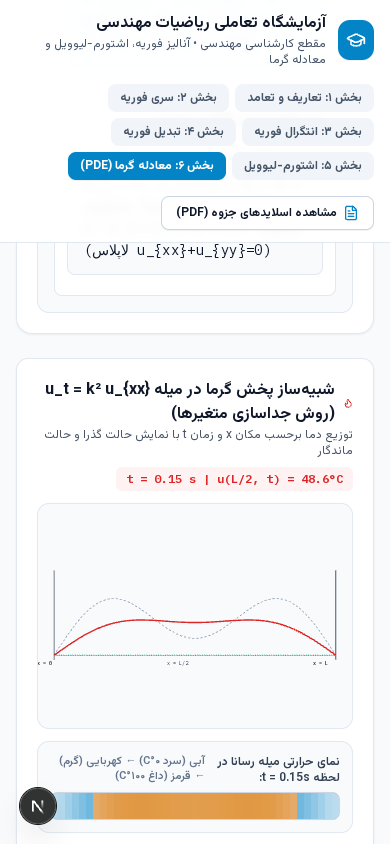 آزمایشگاه تعاملی ریاضیات مهندسی
مقطع کارشناسی مهندسی • آنالیز فوریه، اشتورم-لیوویل و
معادله گرما
بخش ۱: تعاریف و تعامد
بخش ۲: سری فوریه
بخش ۳: انتگرال فوریه
بخش ۴: تبدیل فوریه
بخش ۵: اشتورم-لیوویل
بخش ۶: معادله گرما (PDE)
مشاهده اسلایدهای جزوه (PDF)
(u_{xx}+u_{yy}=0 لاپلاس)
شبیه‌ساز پخش گرما در میله u_t = k² u_{xx}
(روش جداسازی متغیرها)
توزیع دما برحسب مکان x و زمان t با نمایش حالت گذرا و حالت
ماندگار
t = 0.15 s | u(L/2, t) = 48.6°C
x = 0
x = L/2
x = L
نمای حرارتی میله رسانا در
لحظه t = 0.15s:
آبی (سرد ۰°C) ← کهربایی (گرم)
← قرمز (داغ ۱۰۰°C)
N